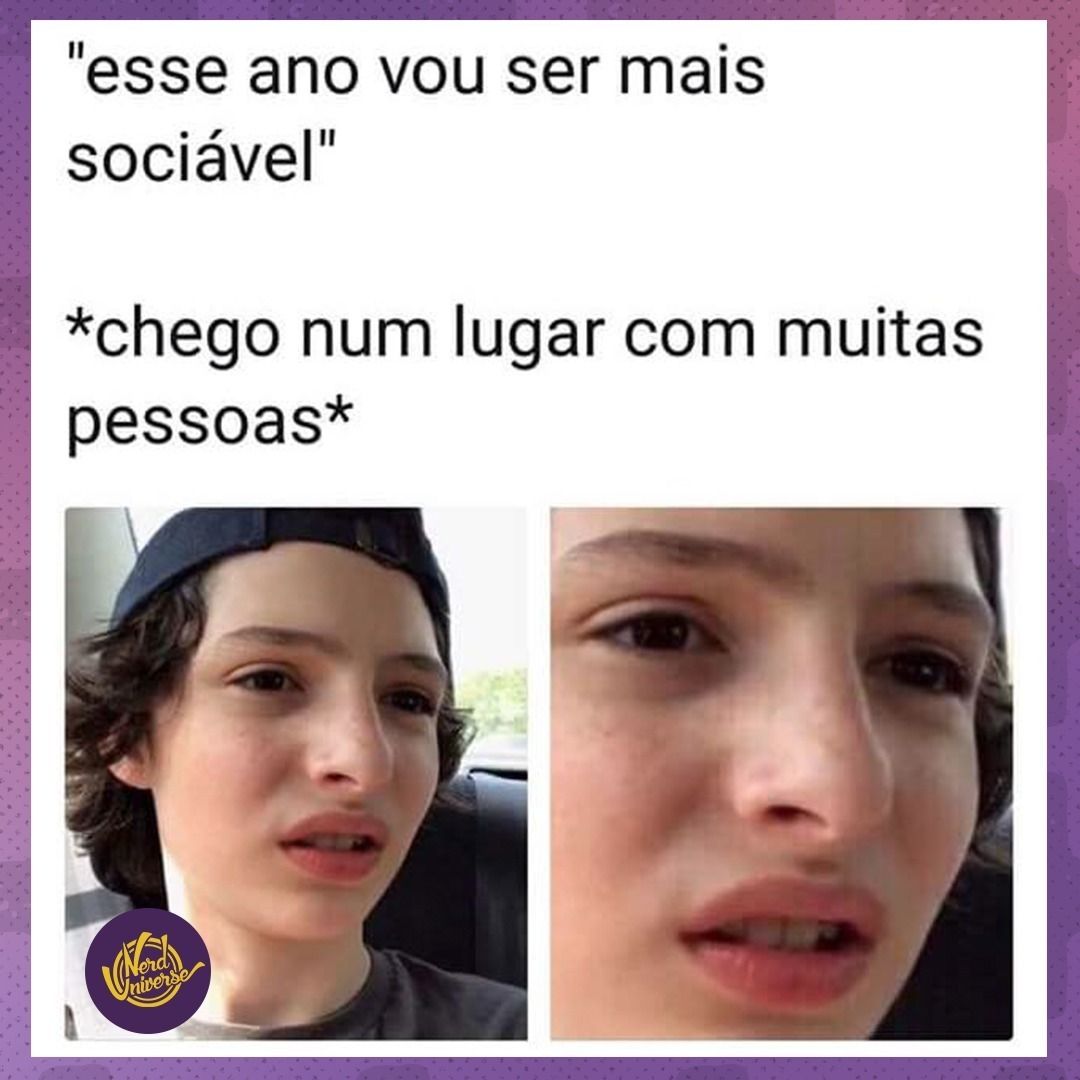 "esse ano vou ser mais
sociável"
*chego num lugar com muitas
pessoas*
Nerd
Universe